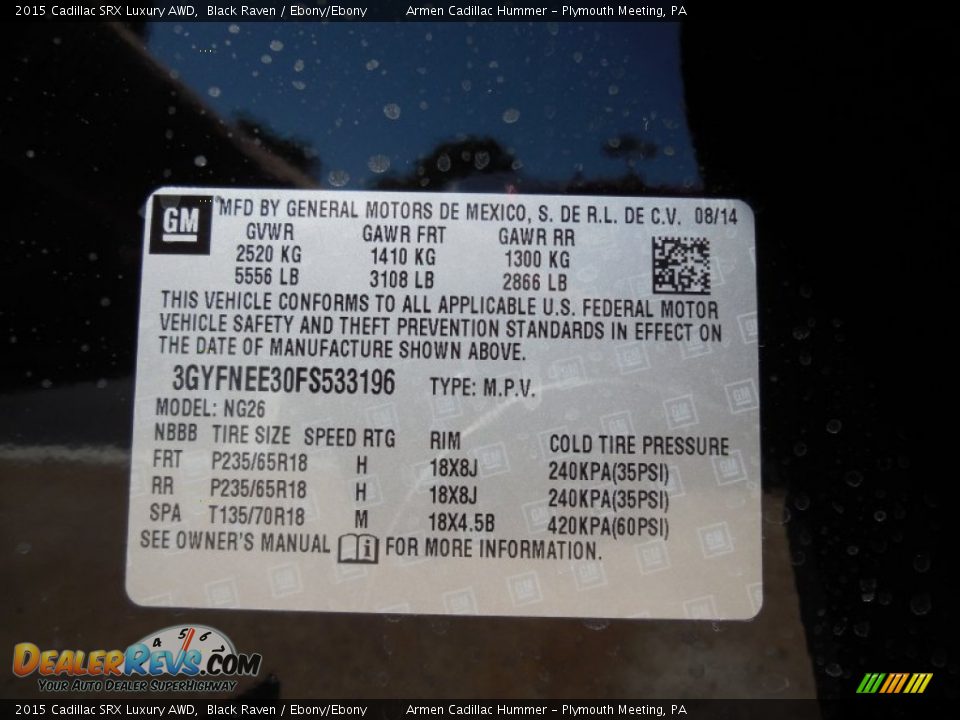 2015 Cadillac SRX Luxury AWD, Black Raven / Ebony/Ebony Armen Cadillac Hummer - Plymouth Meeting, PA
GM MFD BY GENERAL MOTORS DE MEXICO, S. DE R.L. DE C.V. 08/14
GVWR GAWR FRT GAWR RR
2520 KG 1410 KG 1300 KG
5556 LB 3108 LB 2866 LB
THIS VEHICLE CONFORMS TO ALL APPLICABLE U.S. FEDERAL MOTOR
VEHICLE SAFETY AND THEFT PREVENTION STANDARDS IN EFFECT ON
THE DATE OF MANUFACTURE SHOWN ABOVE.
3GYFNEE30FS533196 TYPE: M.P.V.
MODEL: NG26
NBBB TIRE SIZE SPEED RTG RIM COLD TIRE PRESSURE
FRT P235/65R18 H 18X8J 240KPA(35PSI)
RR P235/65R18 H 18X8J 240KPA(35PSI)
SPA T135/70R18 M 18X4.5B 420KPA(60PSI)
SEE OWNER'S MANUAL i FOR MORE INFORMATION.
4 5 6
DEALERREVS.COM
YOUR AUTO DEALER SUPERHIGHWAY
2015 Cadillac SRX Luxury AWD, Black Raven / Ebony/Ebony Armen Cadillac Hummer - Plymouth Meeting, PA